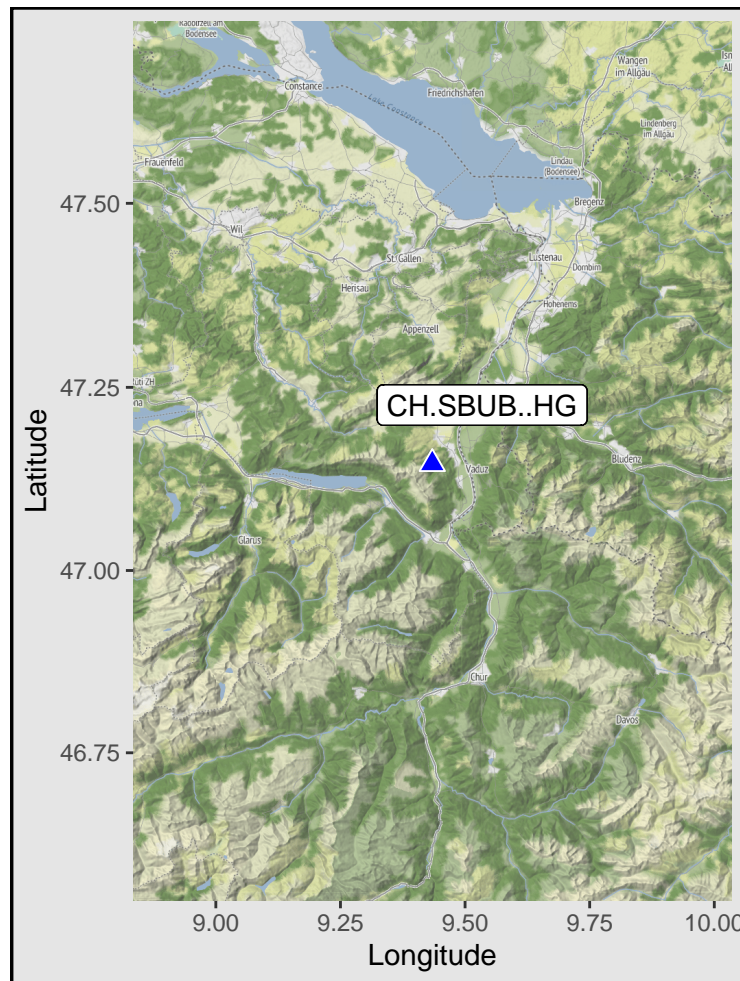 Radolfzell am
Bodensee
Wangen
im Allgäu
Constance
Friedrichshafen
Lake Constance
Lindenberg
im Allgäu
Frauenfeld
Lindau
(Bodensee)
47.50
Bregenz
Wil
St. Gallen
Lustenau
Dornbirn
Herisau
Hohenems
Appenzell
47.25
CH.SBUB..HG
Vaduz
Bludenz
Latitude
47.00
Glarus
Chur
Davos
46.75
9.00 9.25 9.50 9.75 10.00
Longitude